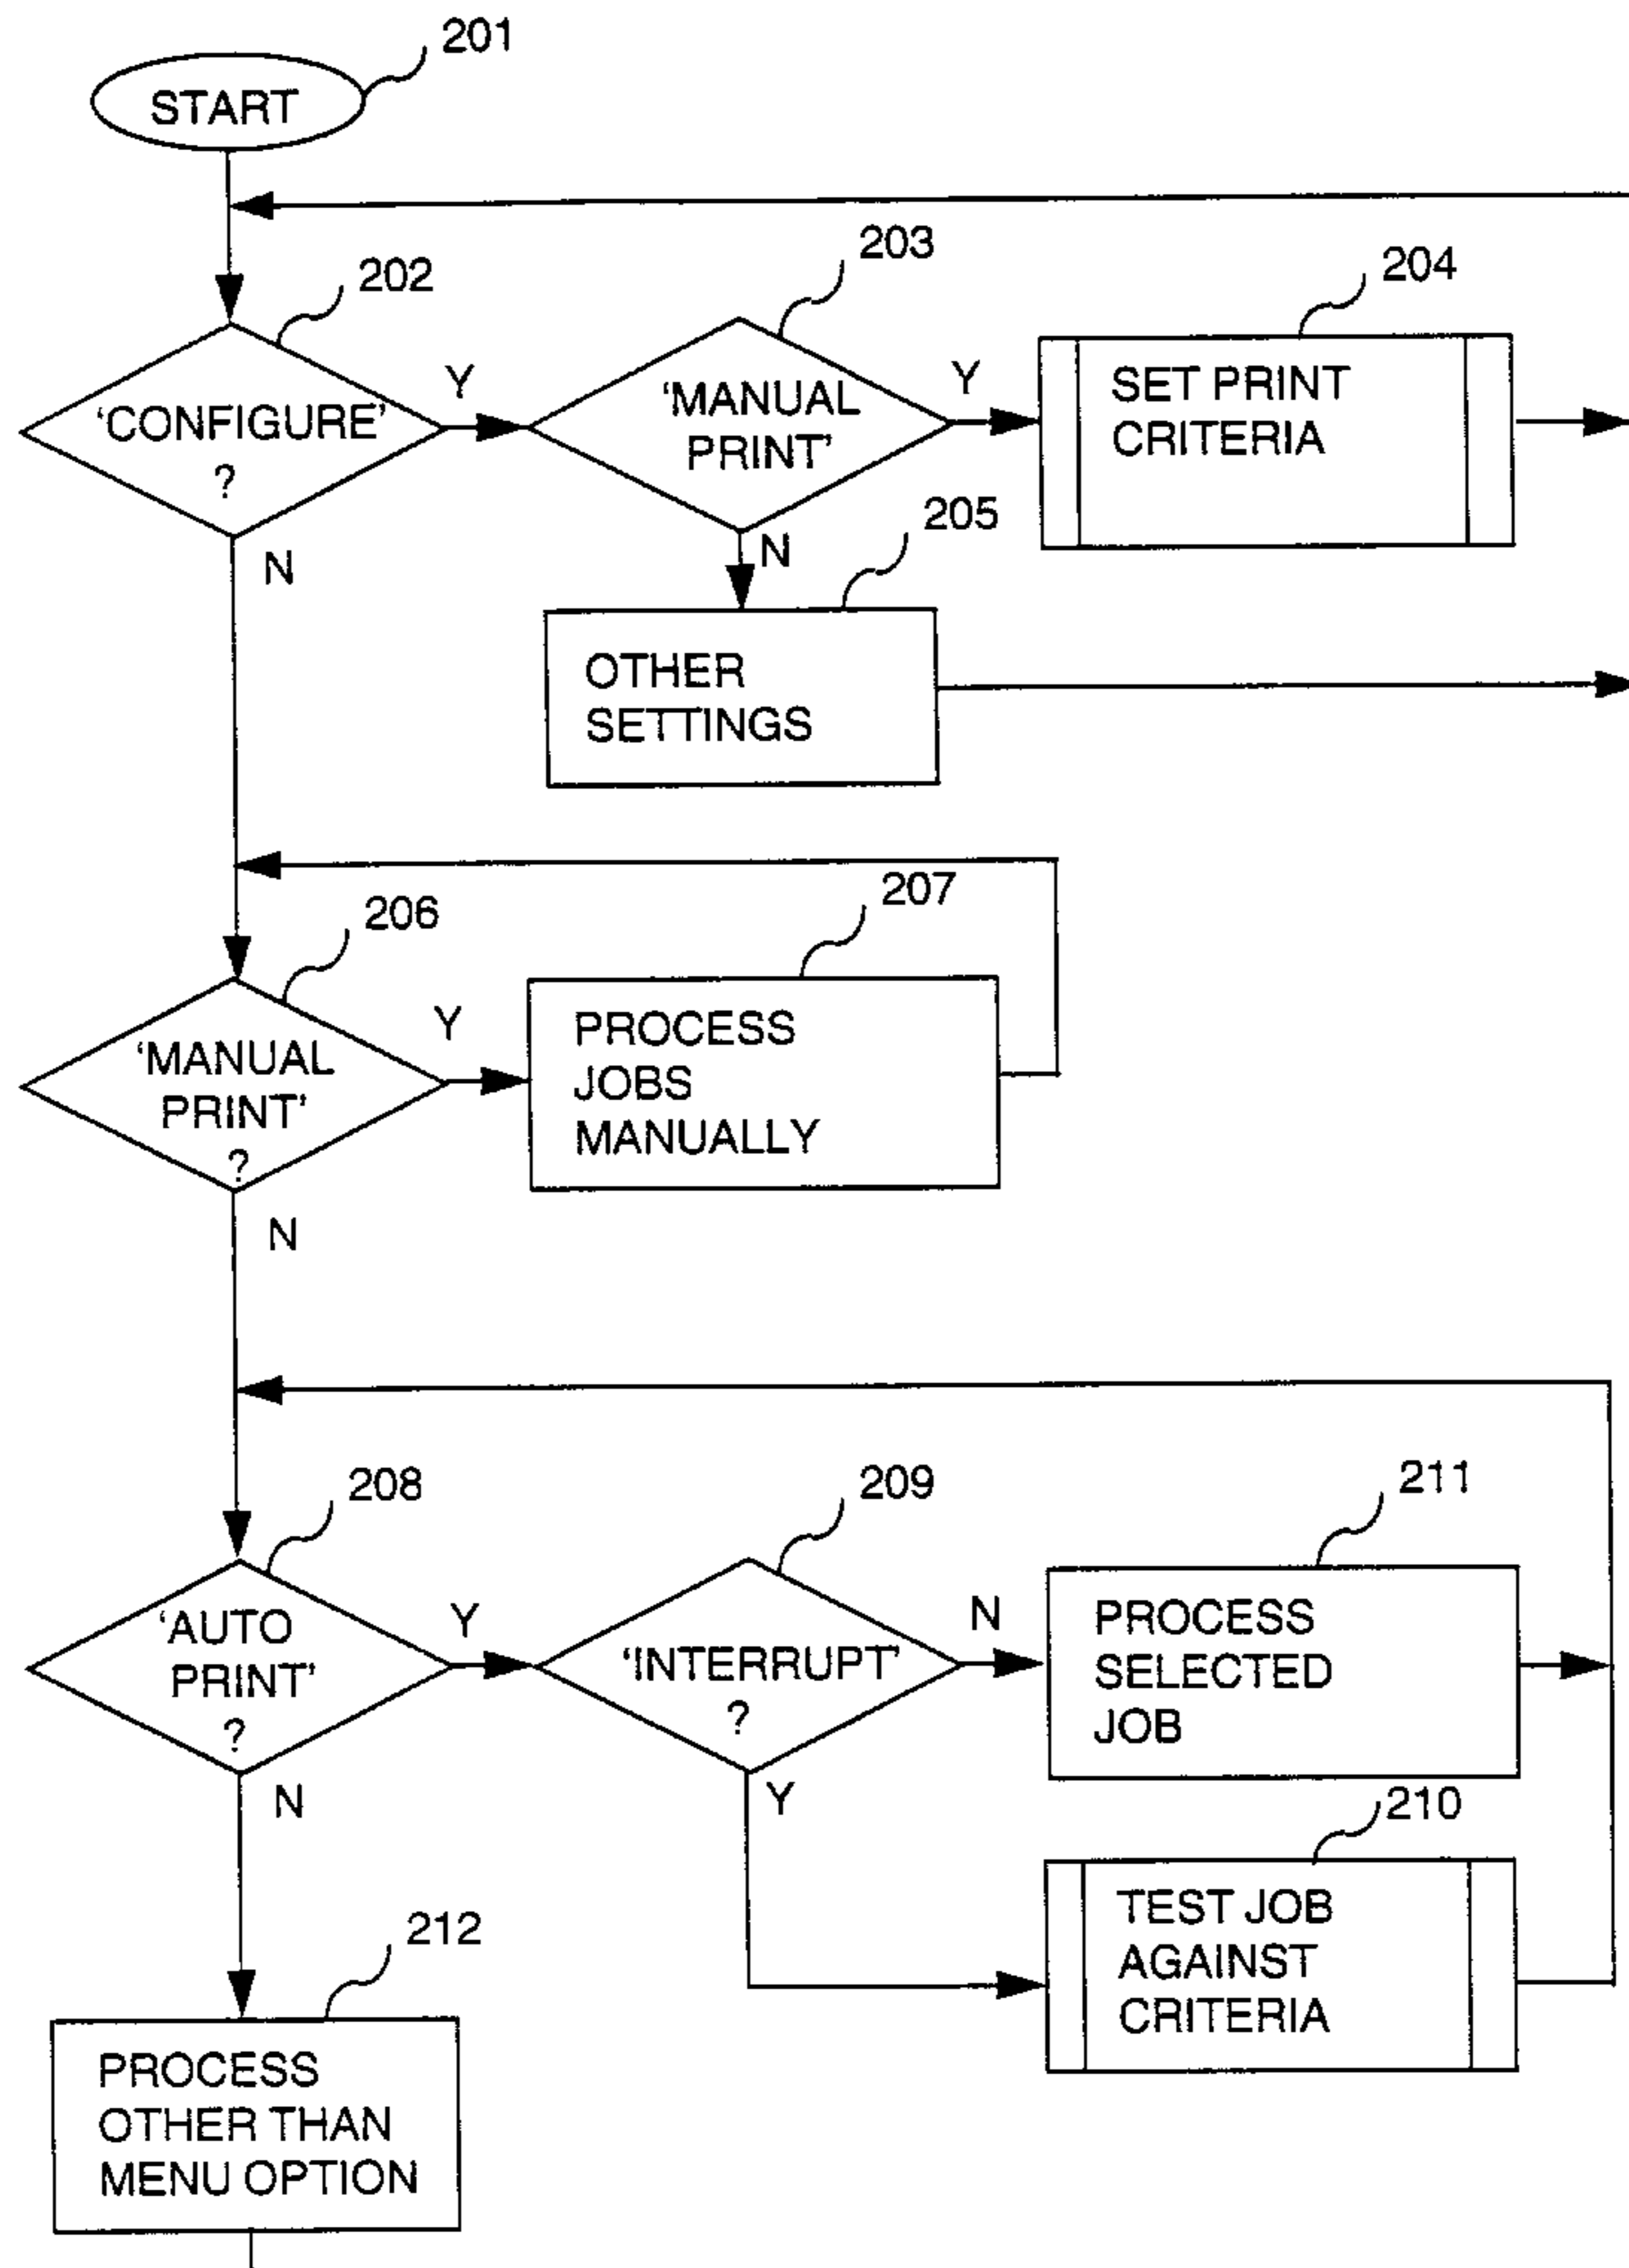 201
START
202
203
204
'CONFIGURE'
?
Y
'MANUAL
PRINT'
Y
SET PRINT
CRITERIA
N
N
205
OTHER
SETTINGS
206
207
'MANUAL
PRINT'
?
Y
PROCESS
JOBS
MANUALLY
N
208
209
211
'AUTO
PRINT'
?
Y
'INTERRUPT'
?
N
PROCESS
SELECTED
JOB
N
Y
210
TEST JOB
AGAINST
CRITERIA
212
PROCESS
OTHER THAN
MENU OPTION